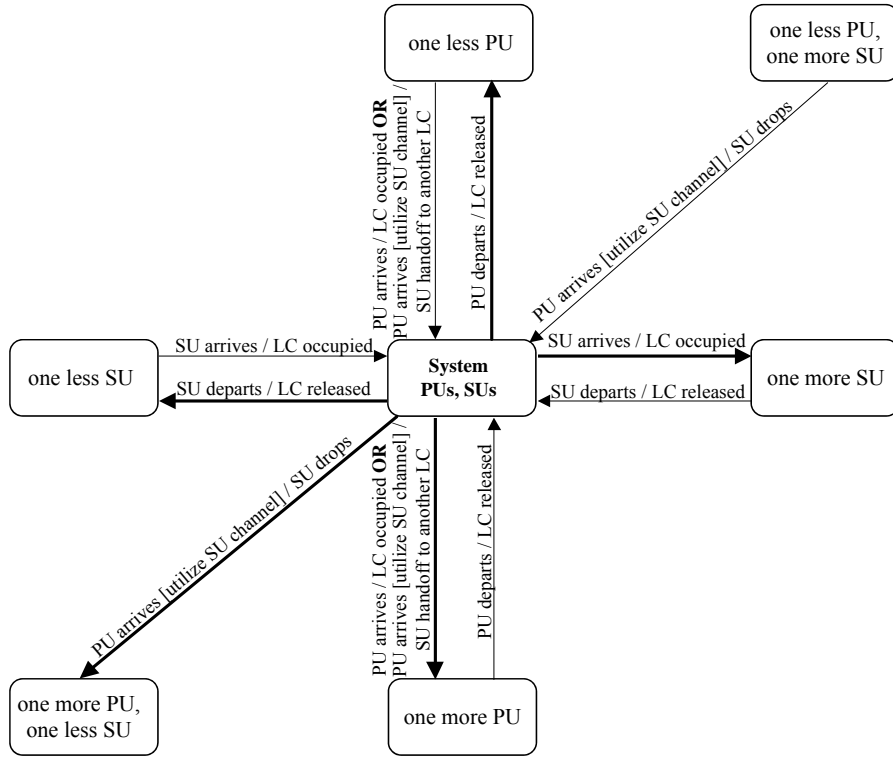 one less PU
one less PU,
one more SU
PU arrives / LC occupied OR
PU arrives [utilize SU channel] /
SU handoff to another LC
PU departs / LC released
PU arrives [utilize SU channel] / SU drops
one less SU
SU arrives / LC occupied
SU departs / LC released
System
PUs, SUs
SU arrives / LC occupied
SU departs / LC released
one more SU
PU arrives [utilize SU channel] / SU drops
PU arrives / LC occupied OR
PU arrives [utilize SU channel] /
SU handoff to another LC
PU departs / LC released
one more PU,
one less SU
one more PU